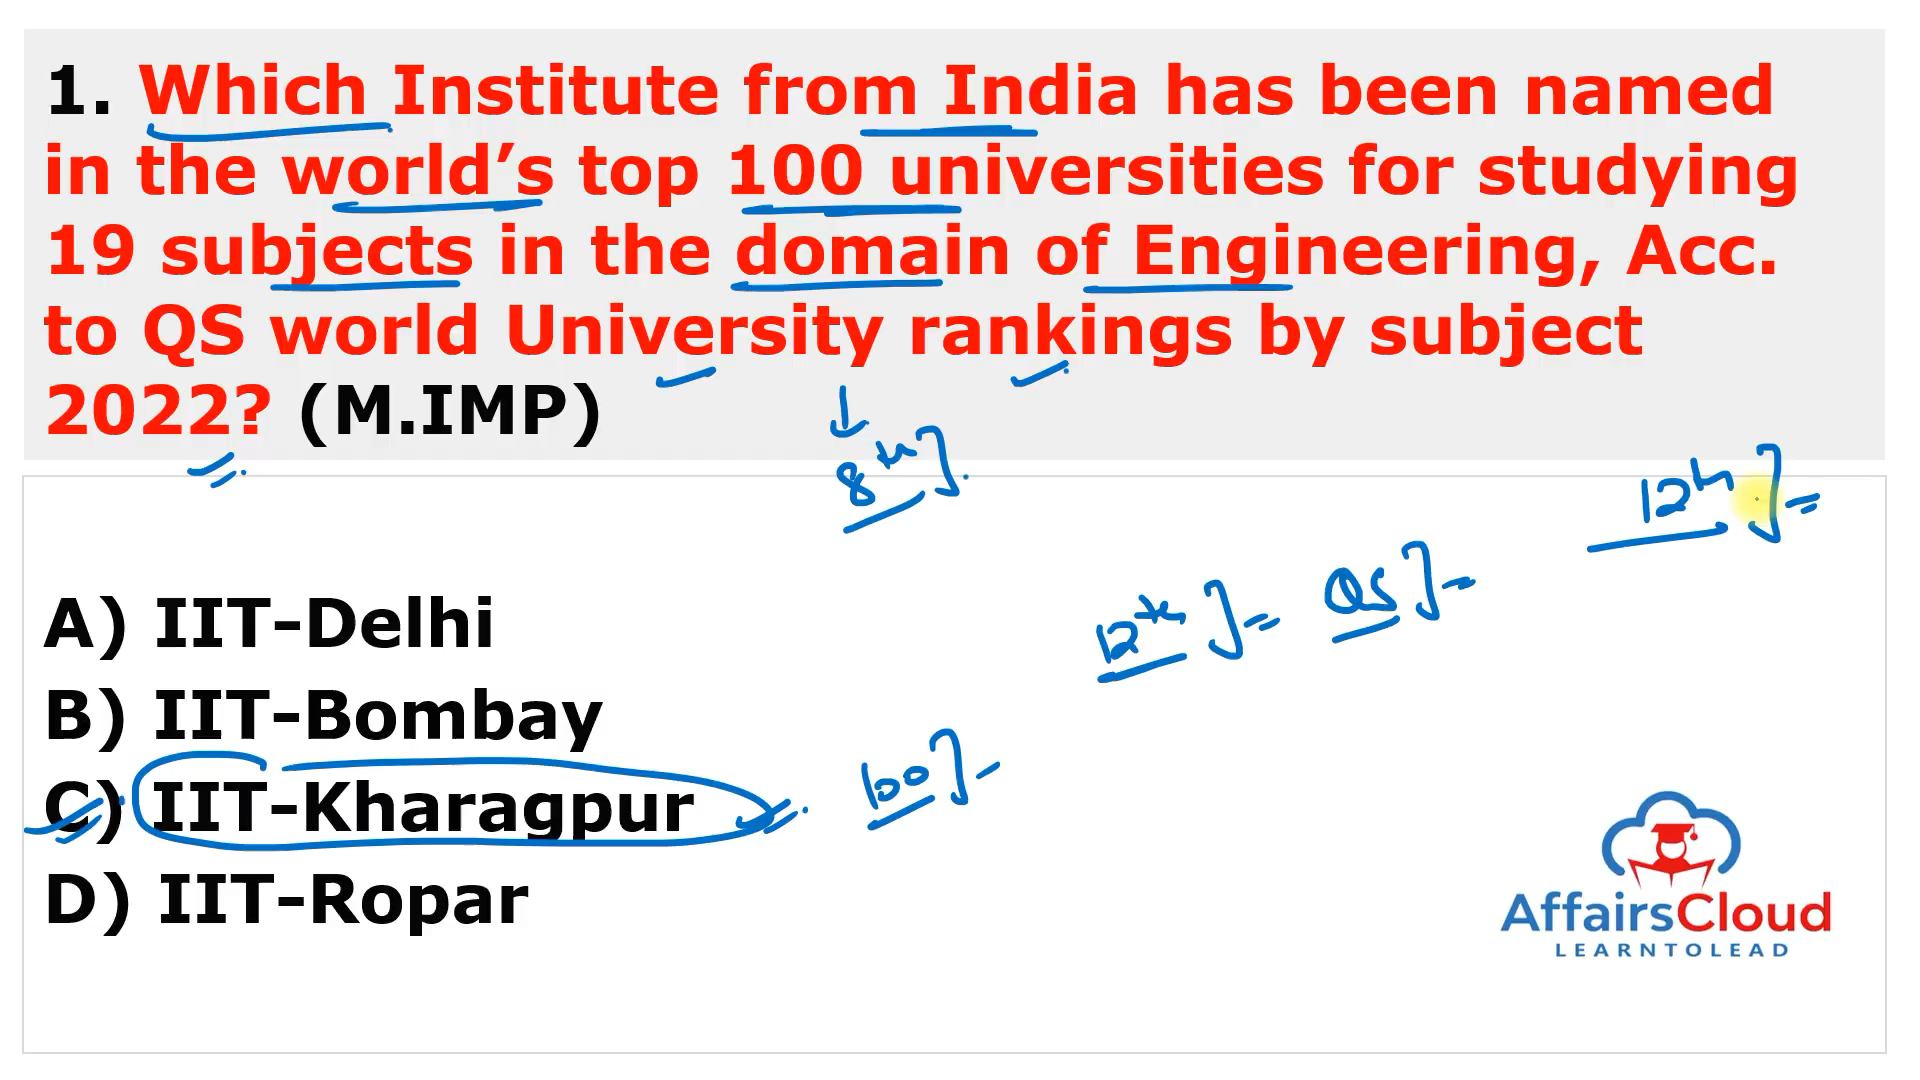 1. Which Institute from India has been named
in the world’s top 100 universities for studying
19 subjects in the domain of Engineering, Acc.
to QS world University rankings by subject
2022? (M.IMP)
8th].
12th]=
12th]= QS]=
A) IIT-Delhi
B) IIT-Bombay
C) IIT-Kharagpur
100]-
D) IIT-Ropar
AffairsCloud
LEARNTOLEAD